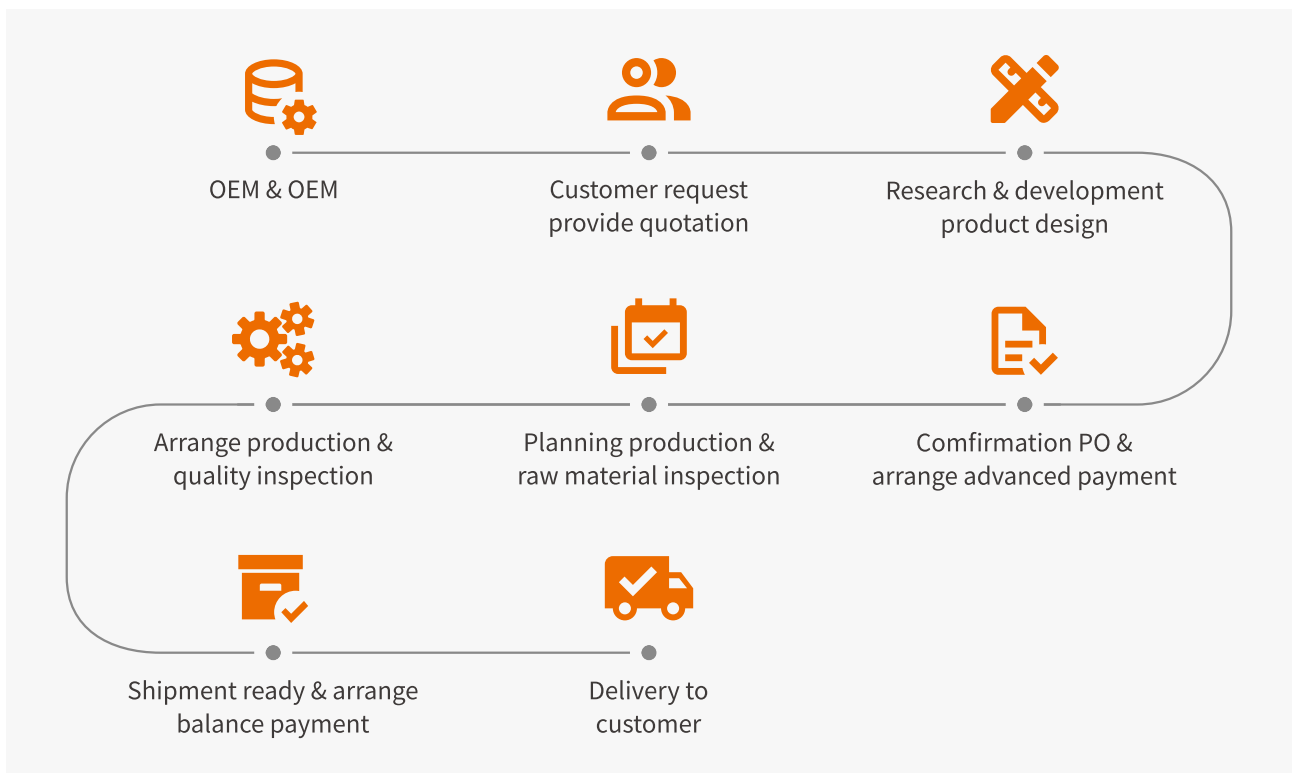 OEM & OEM
Customer request
provide quotation
Research & development
product design
Arrange production &
quality inspection
Planning production &
raw material inspection
Comfirmation PO &
arrange advanced payment
Shipment ready & arrange
balance payment
Delivery to
customer